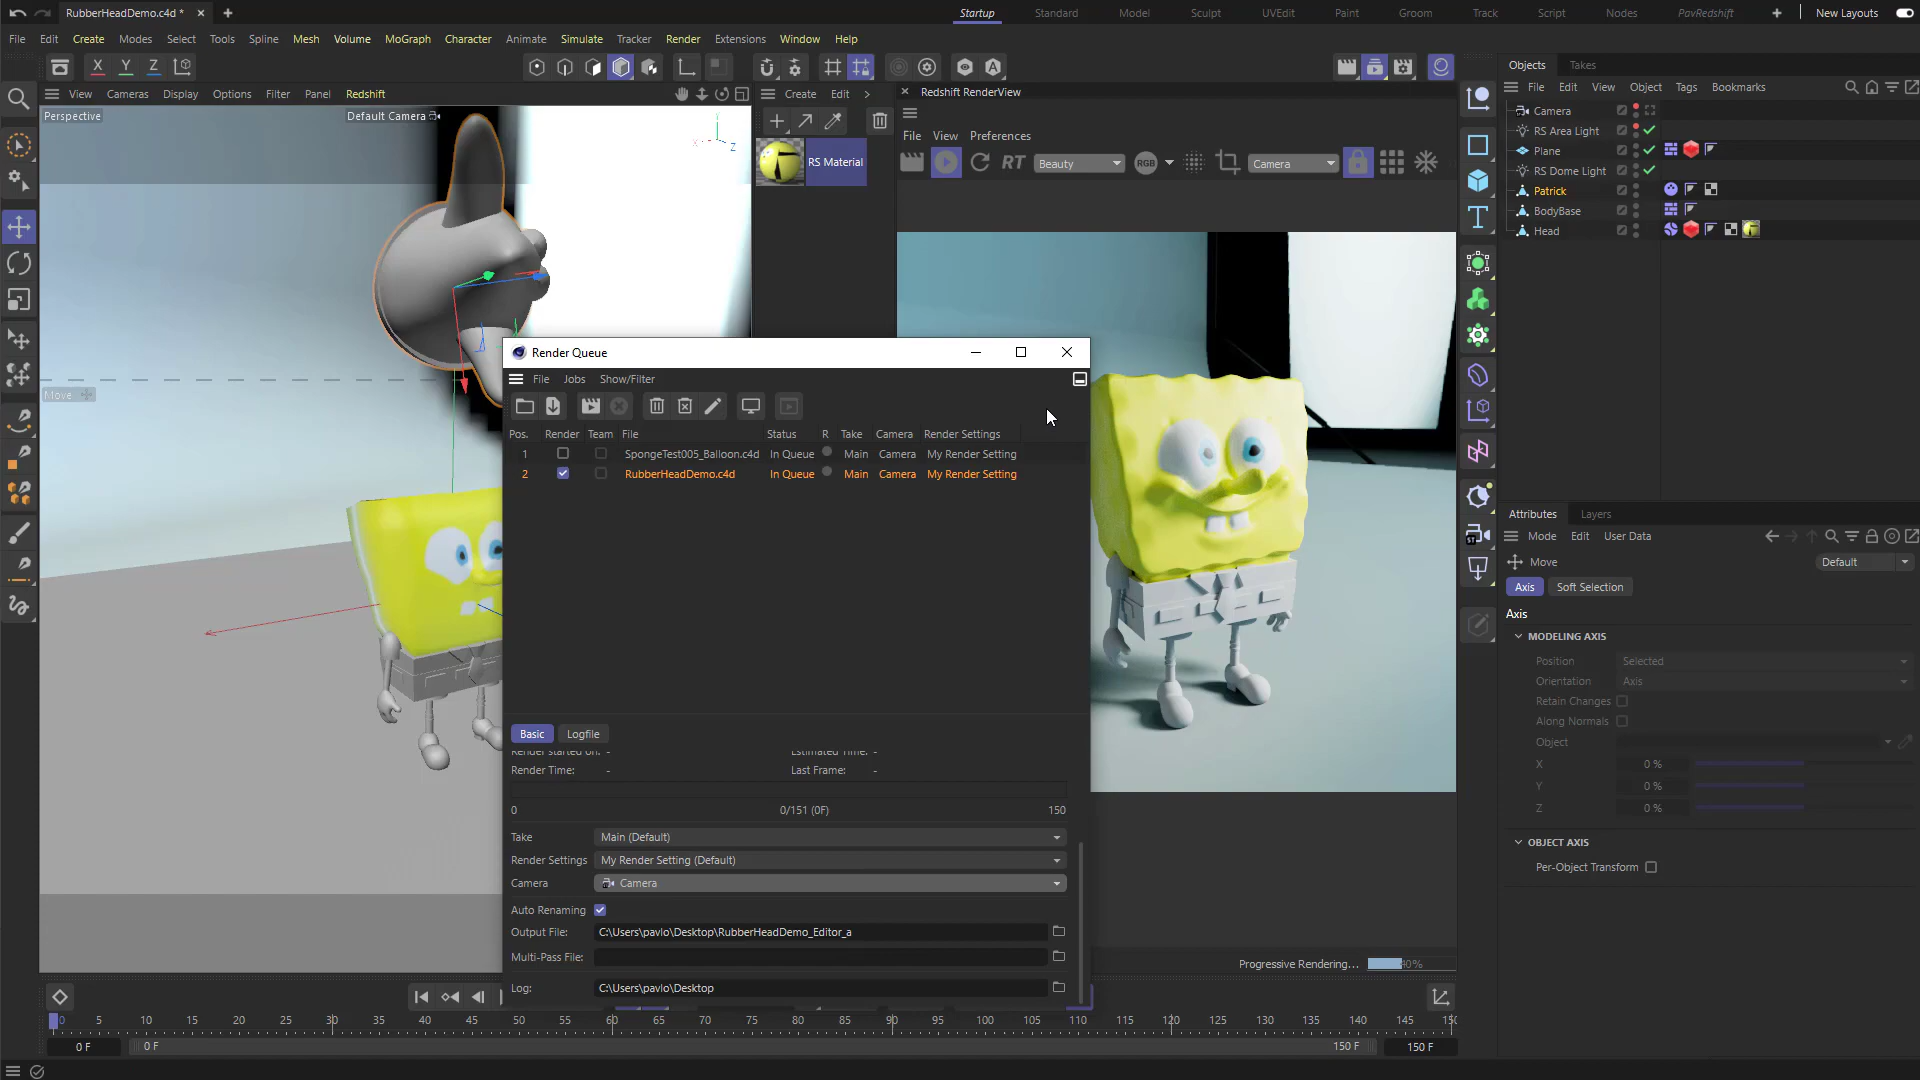 RubberHeadDemo.c4d *
Startup
Standard
Model
Sculpt
UVEdit
Paint
Groom
Track
Script
Nodes
PavRedshift
New Layouts
File Edit Create Modes Select Tools Spline Mesh Volume MoGraph Character Animate Simulate Tracker Render Extensions Window Help
X Y Z
View Cameras Display Options Filter Panel Redshift
Perspective
Default Camera
Y
X
Z
Move
Create Edit
RS Material
Redshift RenderView
File View Preferences
RT
Beauty
RGB
Camera
Progressive Rendering...
40%
Render Queue
File Jobs Show/Filter
Pos. Render Team File Status R Take Camera Render Settings
1 SpongeTest005_Balloon.c4d In Queue Main Camera My Render Setting
2 RubberHeadDemo.c4d In Queue Main Camera My Render Setting
Basic Logfile
Render started on: - Estimated Time: -
Render Time: - Last Frame: -
0 0/151 (0F) 150
Take Main (Default)
Render Settings My Render Setting (Default)
Camera Camera
Auto Renaming
Output File: C:\Users\pavlo\Desktop\RubberHeadDemo_Editor_a
Multi-Pass File:
Log: C:\Users\pavlo\Desktop
Objects Takes
File Edit View Object Tags Bookmarks
Camera
RS Area Light
Plane
RS Dome Light
Patrick
BodyBase
Head
Attributes Layers
Mode Edit User Data
Move
Default
Axis Soft Selection
Axis
MODELING AXIS
Position Selected
Orientation Axis
Retain Changes
Along Normals
Object
X 0 %
Y 0 %
Z 0 %
OBJECT AXIS
Per-Object Transform
0 5 10 15 20 25 30 35 40 45 50 55 60 65 70 75 80 85 90 95 100 105 110 115 120 125 130 135 140 145 150
0 F 0 F 150 F 150 F